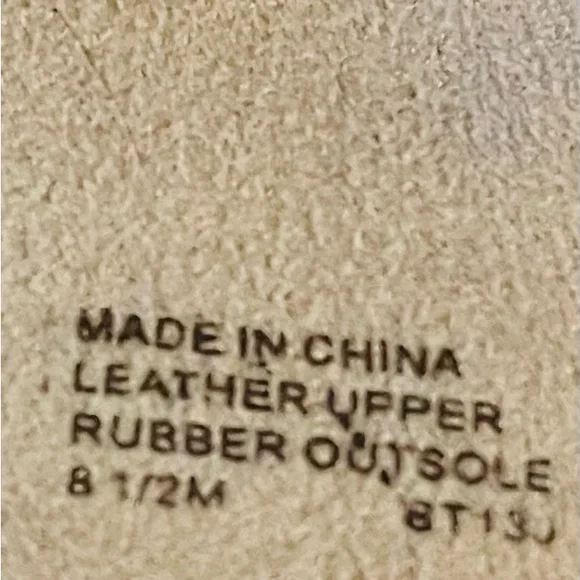 MADE IN CHINA
LEATHER UPPER
RUBBER OUTSOLE
8 1/2M